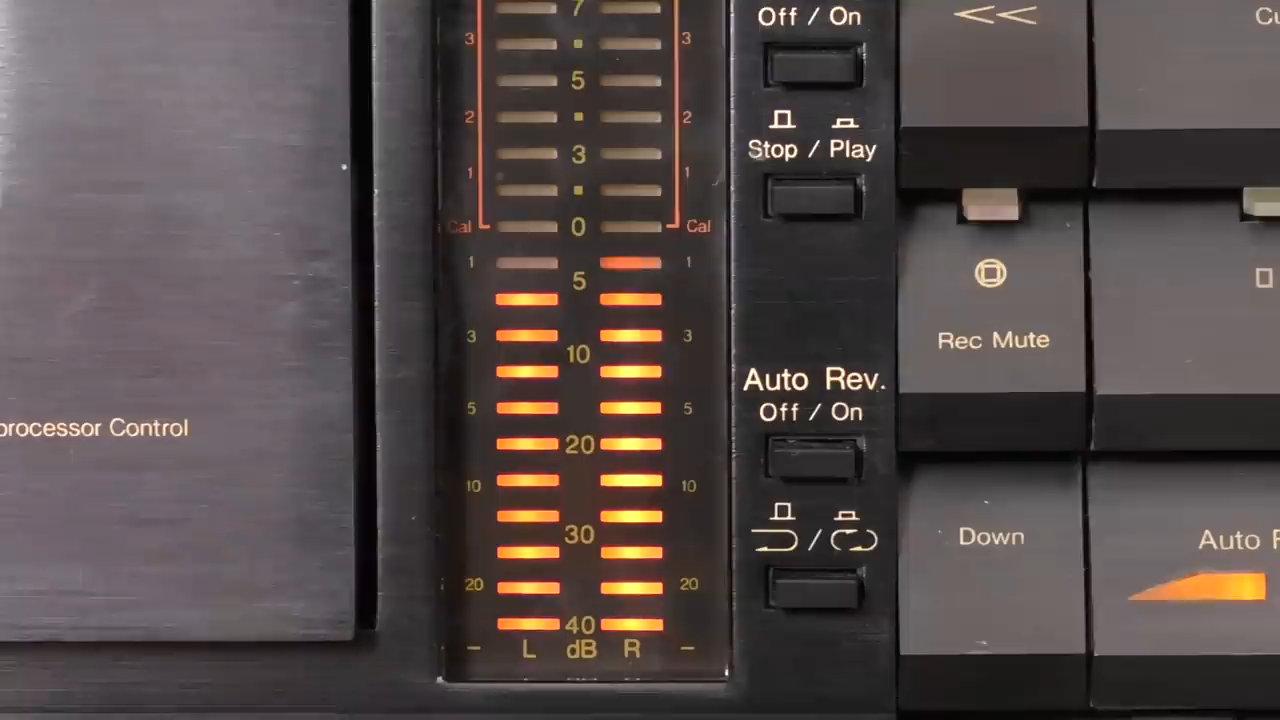 7
Off / On
<<
3 3
5
2 2
Stop / Play
3
1 1
Cal 0 Cal
1 1
5
3 3
Rec Mute
10
Auto Rev.
5 5
Off / On
processor Control
20
10 10
30
Down
Auto
20 20
40
– L dB R –